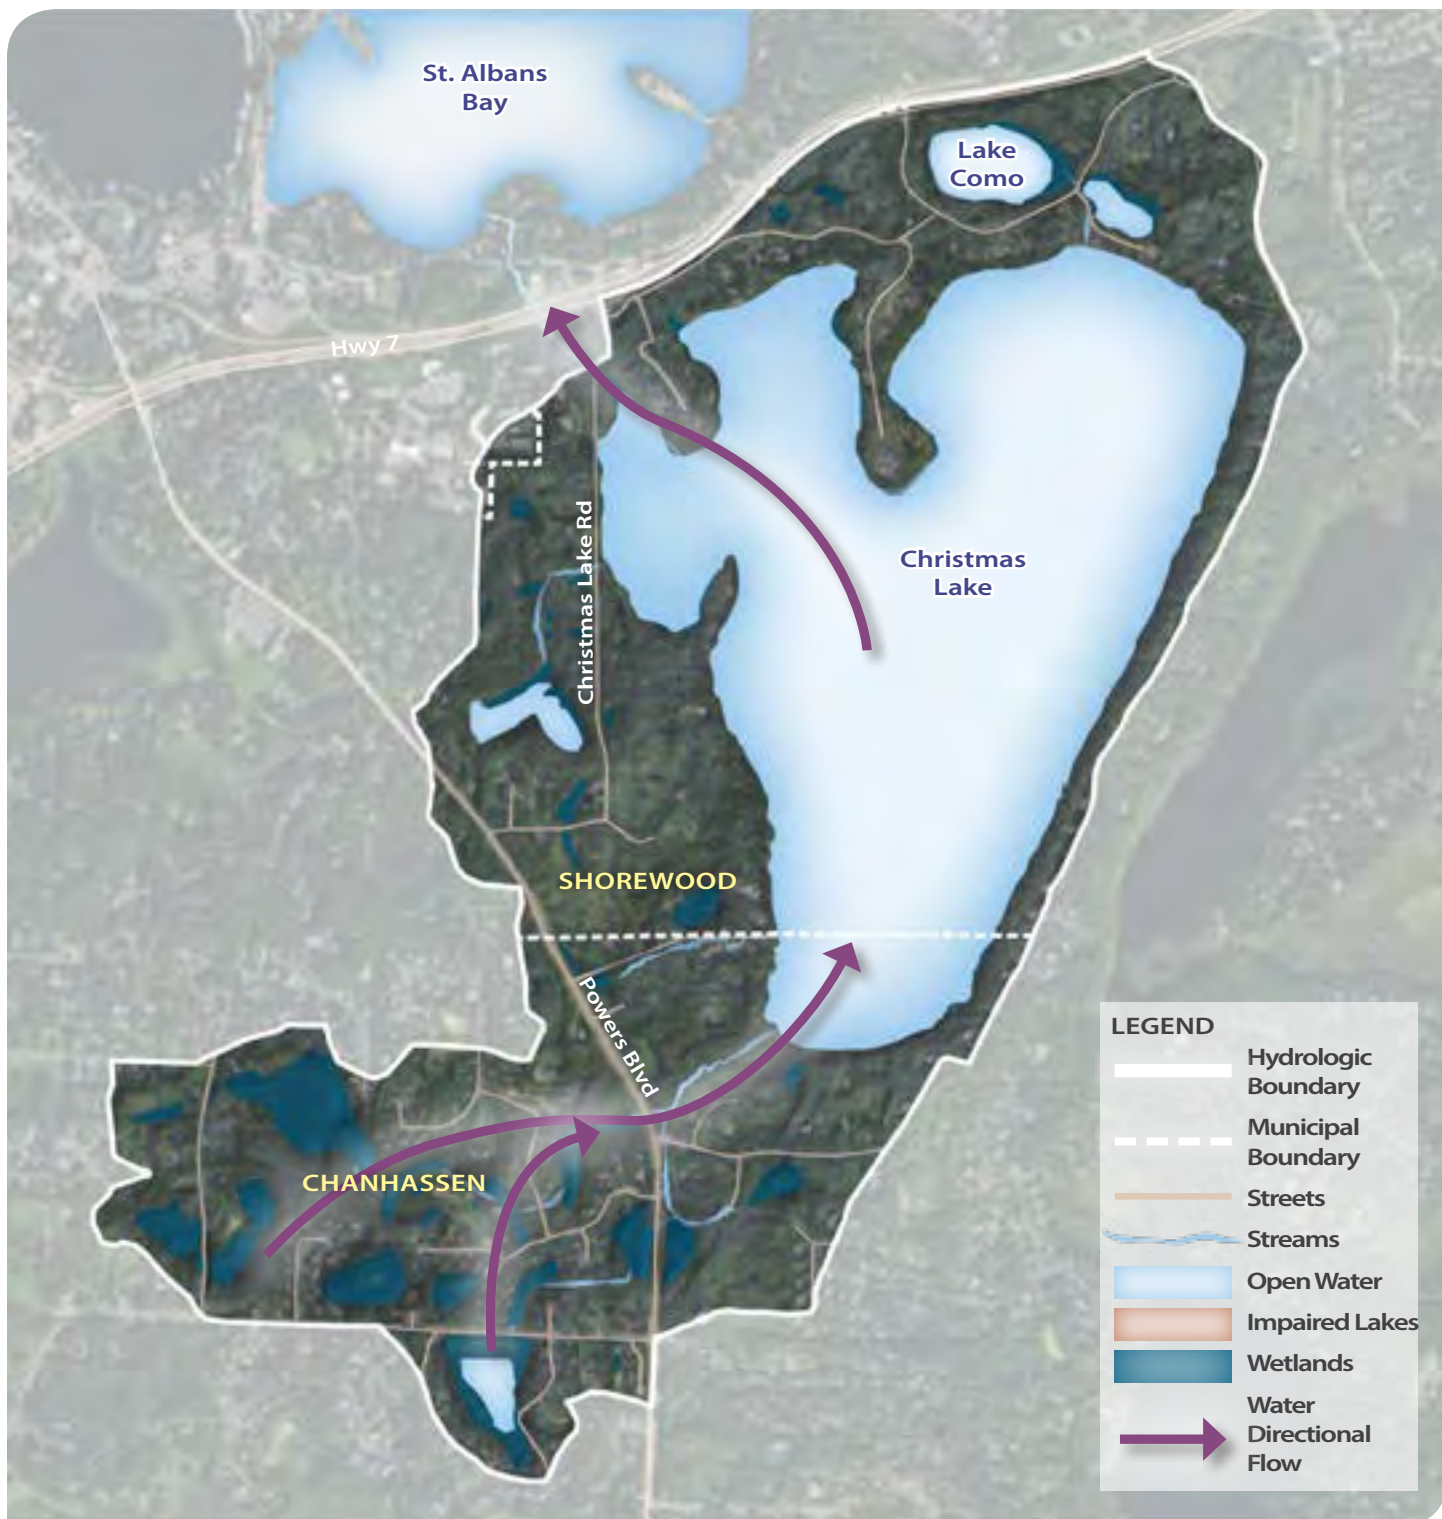 St. Albans
Bay
Lake
Como
Hwy 7
Christmas Lake Rd
Christmas
Lake
SHOREWOOD
Powers Blvd
CHANHASSEN
LEGEND
Hydrologic
Boundary
Municipal
Boundary
Streets
Streams
Open Water
Impaired Lakes
Wetlands
Water
Directional
Flow